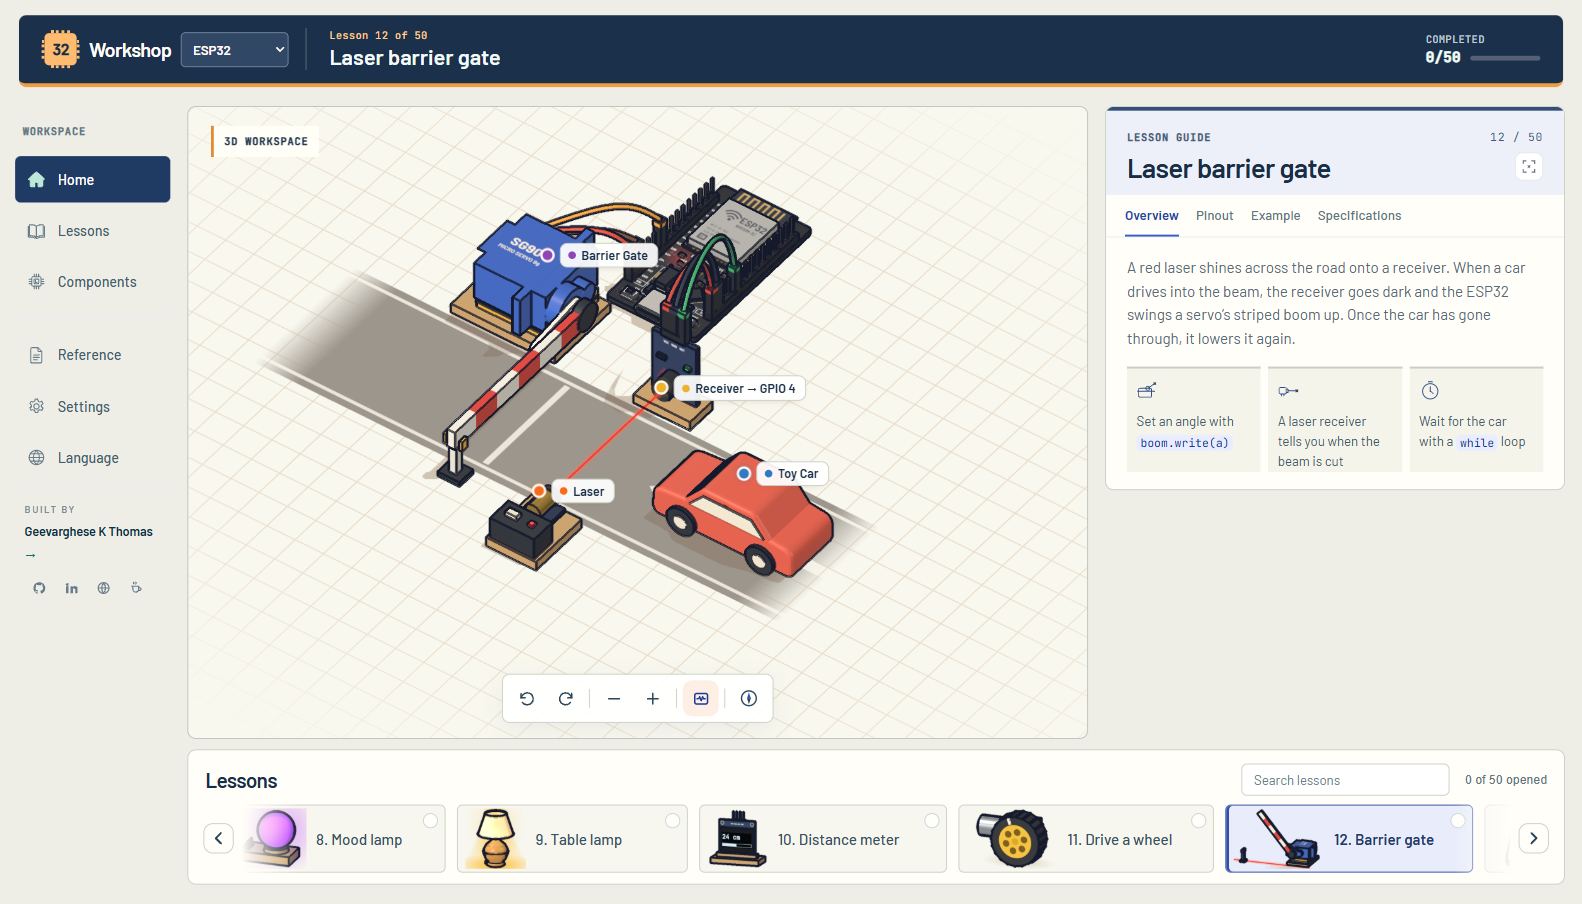 32
Workshop
ESP32
Lesson 12 of 50
Laser barrier gate
COMPLETED
0/50
WORKSPACE
Home
Lessons
Components
Reference
Settings
Language
BUILT BY
Geevarghese K Thomas
→
3D WORKSPACE
SG90
MICRO SERVO 9g
ESP32
Barrier Gate
Receiver → GPIO 4
Toy Car
Laser
LESSON GUIDE
12 / 50
Laser barrier gate
Overview
Pinout
Example
Specifications
A red laser shines across the road onto a receiver. When a car
drives into the beam, the receiver goes dark and the ESP32
swings a servo's striped boom up. Once the car has gone
through, it lowers it again.
Set an angle with
boom.write(a)
A laser receiver
tells you when the
beam is cut
Wait for the car
with a while loop
Lessons
Search lessons
0 of 50 opened
8. Mood lamp
9. Table lamp
24 cm
10. Distance meter
11. Drive a wheel
12. Barrier gate